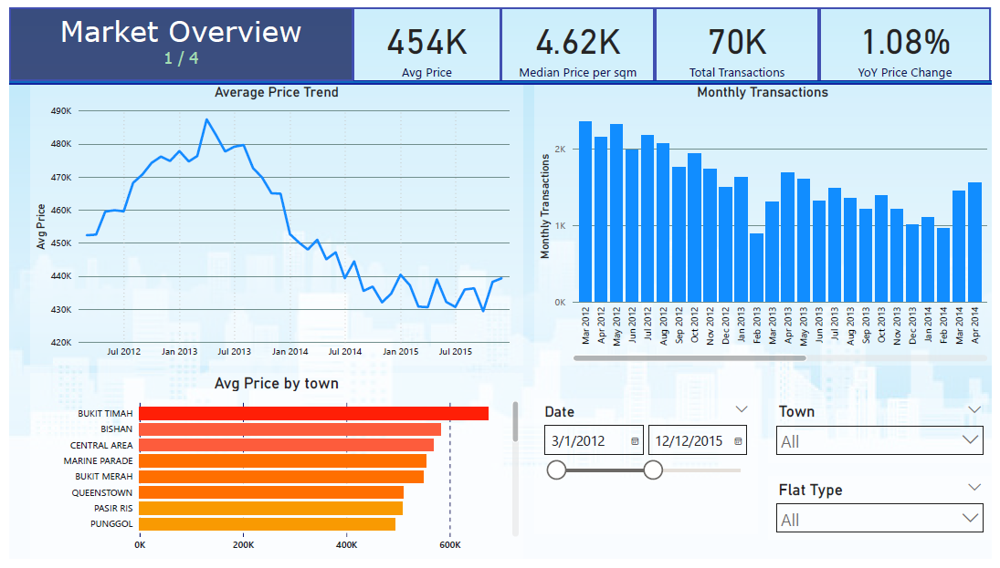 Market Overview
1 / 4
454K
Avg Price
4.62K
Median Price per sqm
70K
Total Transactions
1.08%
YoY Price Change
Average Price Trend
Avg Price
490K
480K
470K
460K
450K
440K
430K
420K
Jul 2012 Jan 2013 Jul 2013 Jan 2014 Jul 2014 Jan 2015 Jul 2015
Monthly Transactions
Monthly Transactions
2K
1K
0K
Mar 2012
Apr 2012
May 2012
Jun 2012
Jul 2012
Aug 2012
Sep 2012
Oct 2012
Nov 2012
Dec 2012
Jan 2013
Feb 2013
Mar 2013
Apr 2013
May 2013
Jun 2013
Jul 2013
Aug 2013
Sep 2013
Oct 2013
Nov 2013
Dec 2013
Jan 2014
Feb 2014
Mar 2014
Apr 2014
Avg Price by town
BUKIT TIMAH
BISHAN
CENTRAL AREA
MARINE PARADE
BUKIT MERAH
QUEENSTOWN
PASIR RIS
PUNGGOL
0K 200K 400K 600K
Date
3/1/2012 12/12/2015
Town
All
Flat Type
All